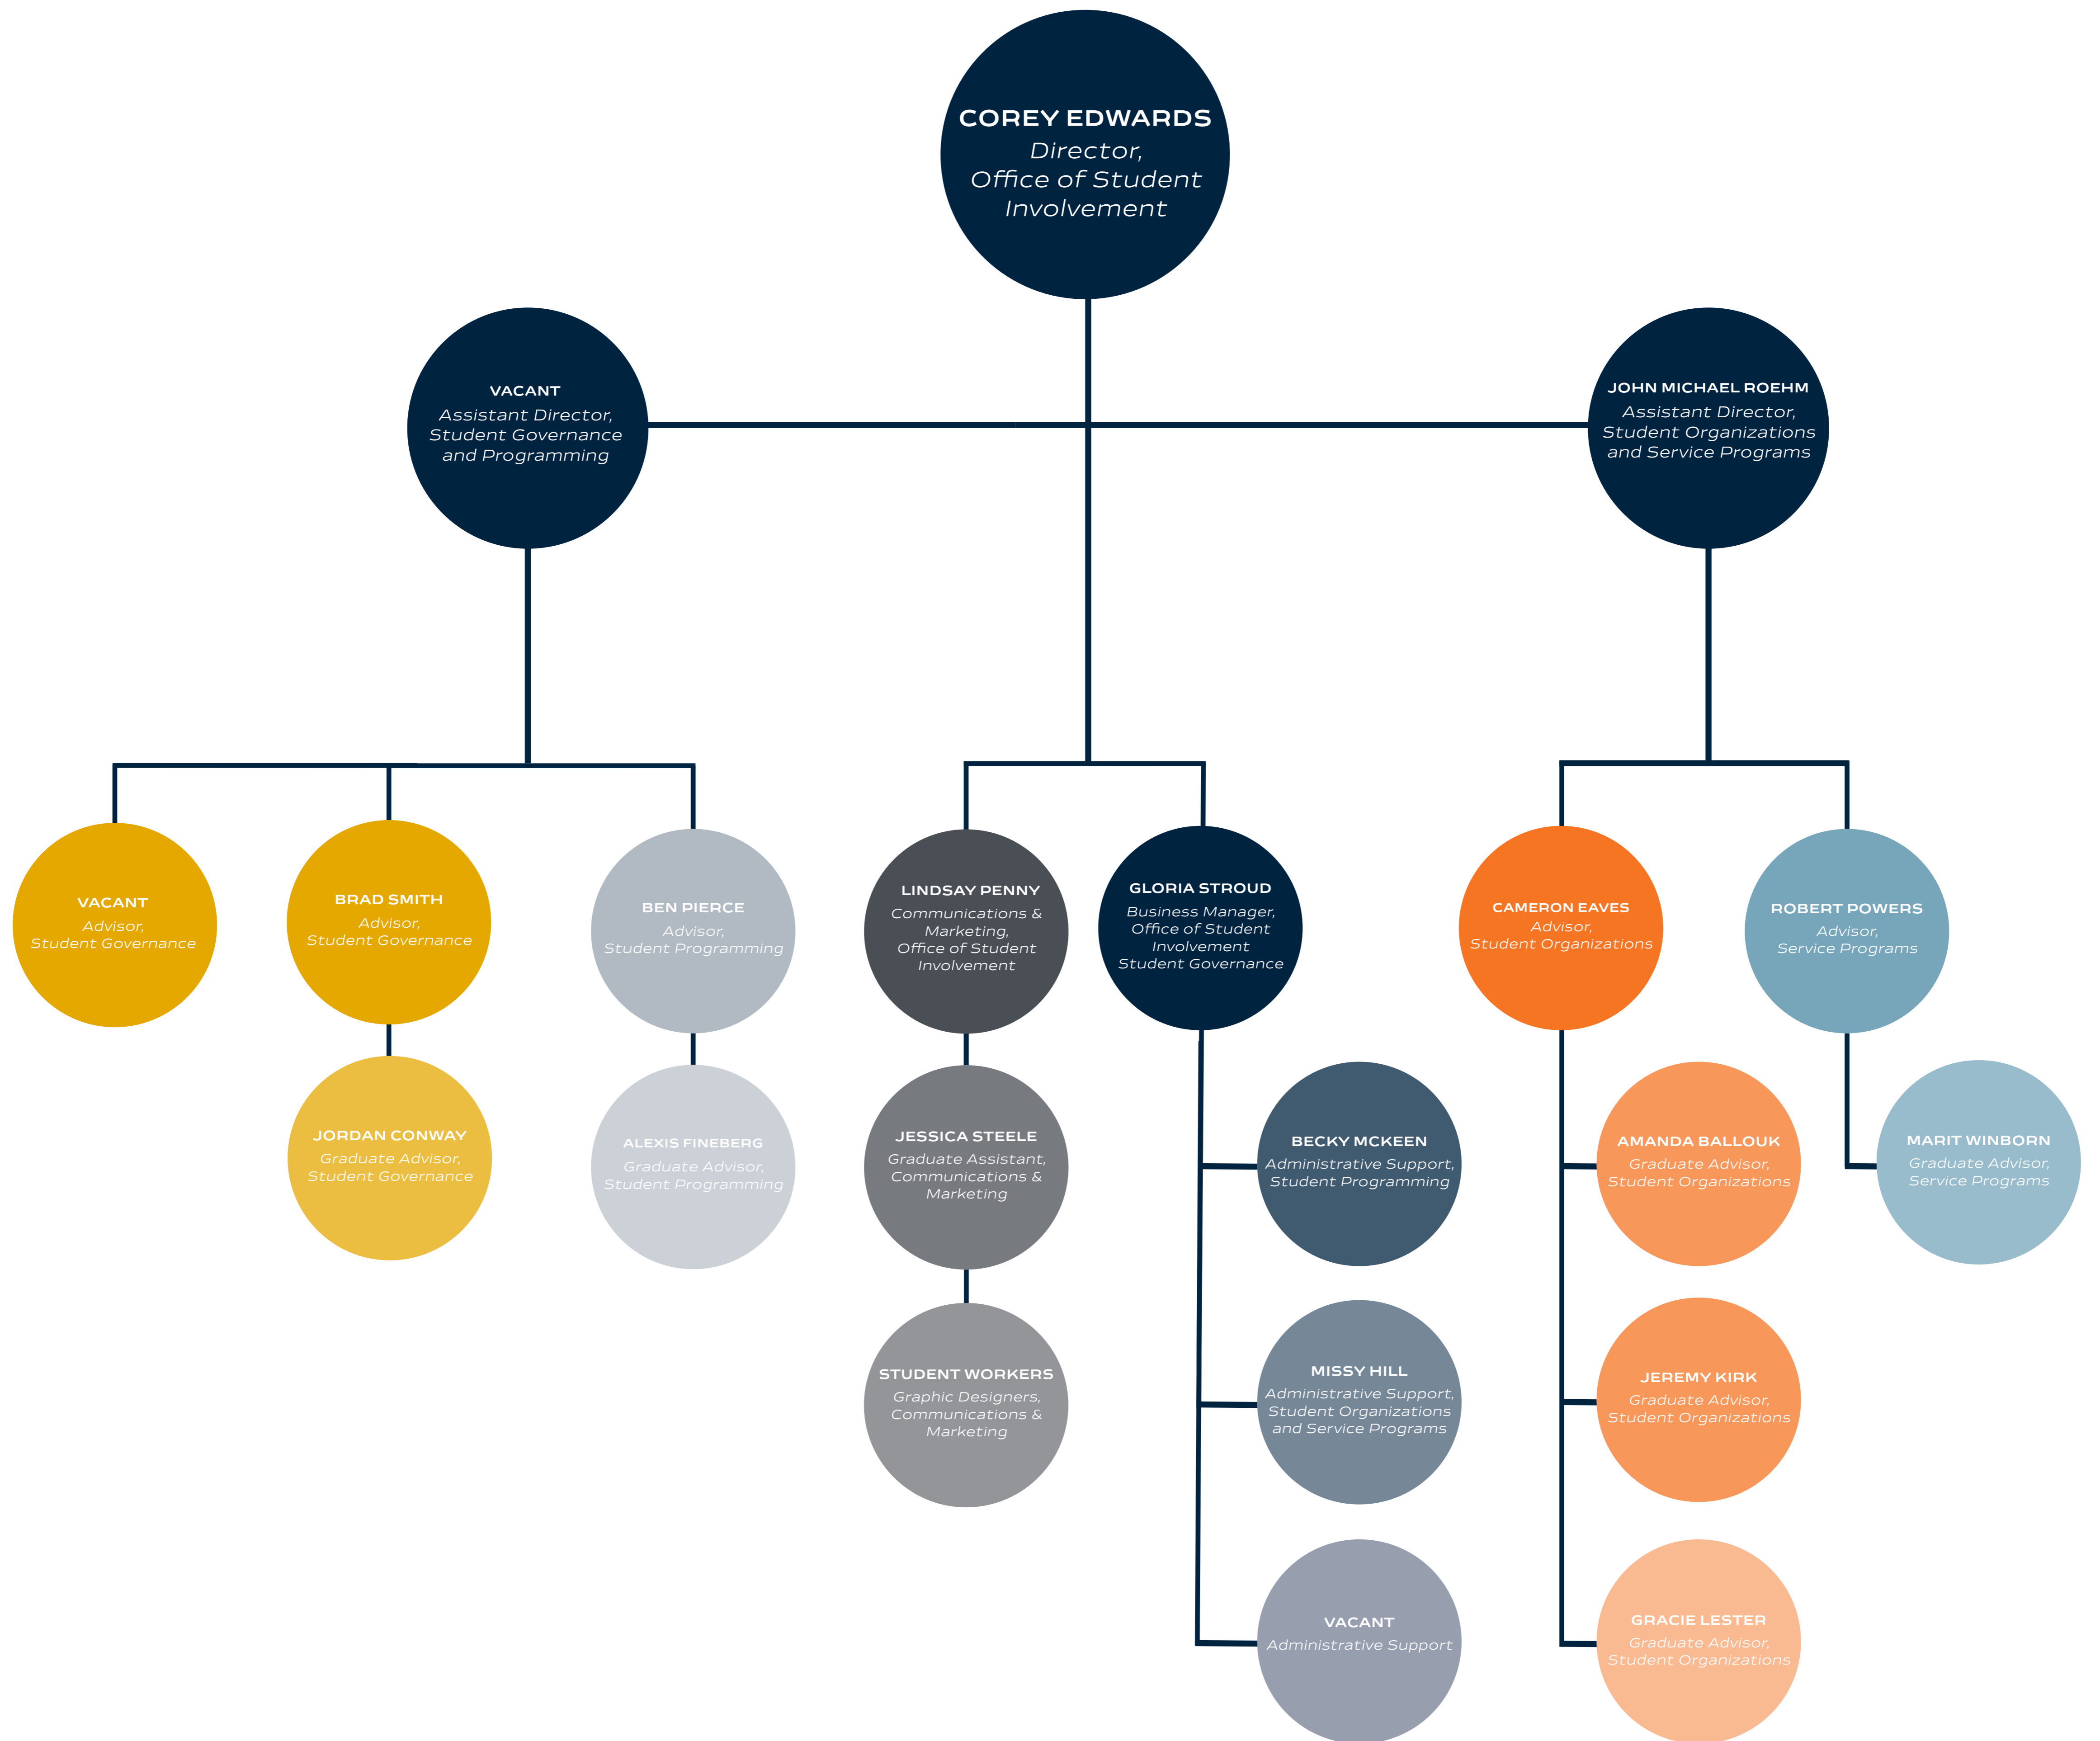 COREY EDWARDS
Director,
Office of Student
Involvement
VACANT
Assistant Director,
Student Governance
and Programming
JOHN MICHAEL ROEHM
Assistant Director,
Student Organizations
and Service Programs
VACANT
Advisor,
Student Governance
BRAD SMITH
Advisor,
Student Governance
BEN PIERCE
Advisor,
Student Programming
LINDSAY PENNY
Communications &
Marketing,
Office of Student
Involvement
GLORIA STROUD
Business Manager,
Office of Student
Involvement
Student Governance
CAMERON EAVES
Advisor,
Student Organizations
ROBERT POWERS
Advisor,
Service Programs
JORDAN CONWAY
Graduate Advisor,
Student Governance
ALEXIS FINEBERG
Graduate Advisor,
Student Programming
JESSICA STEELE
Graduate Assistant,
Communications &
Marketing
BECKY MCKEEN
Administrative Support,
Student Programming
AMANDA BALLOUK
Graduate Advisor,
Student Organizations
MARIT WINBORN
Graduate Advisor,
Service Programs
STUDENT WORKERS
Graphic Designers,
Communications &
Marketing
MISSY HILL
Administrative Support,
Student Organizations
and Service Programs
JEREMY KIRK
Graduate Advisor,
Student Organizations
VACANT
Administrative Support
GRACIE LESTER
Graduate Advisor,
Student Organizations